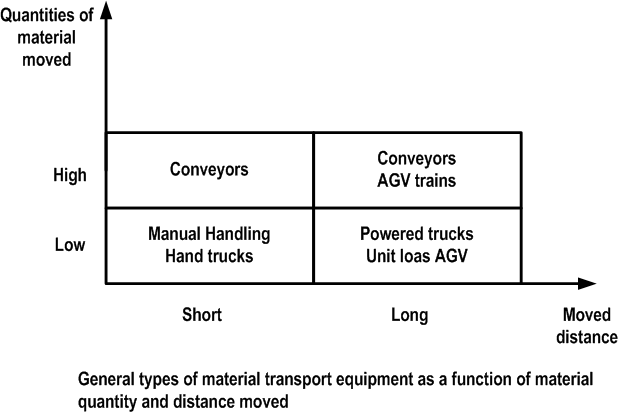 Quantities of
material
moved
High
Conveyors
Conveyors
AGV trains
Low
Manual Handling
Hand trucks
Powered trucks
Unit loas AGV
Short
Long
Moved
distance
General types of material transport equipment as a function of material
quantity and distance moved